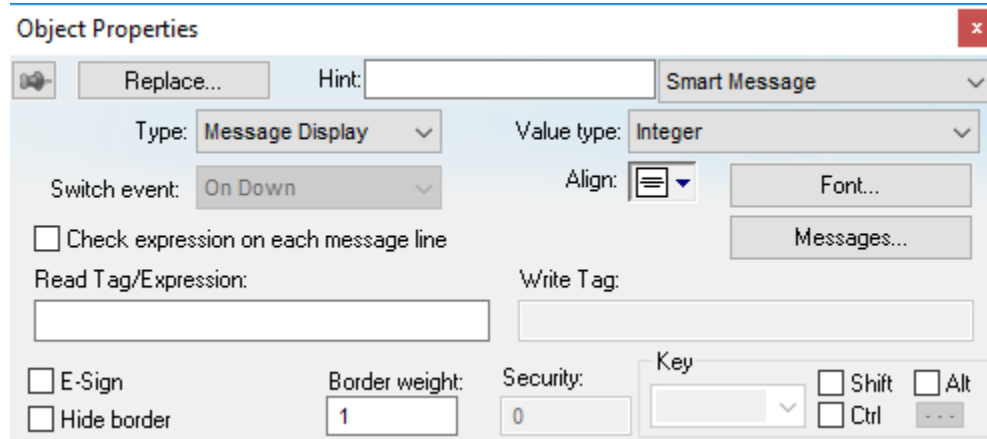 Object Properties x
Replace... Hint: Smart Message
Type: Message Display Value type: Integer
Switch event: On Down Align: Font...
Check expression on each message line Messages...
Read Tag/Expression: Write Tag:
E-Sign Border weight: Security: Key Shift Alt
Hide border 1 0 Ctrl ...